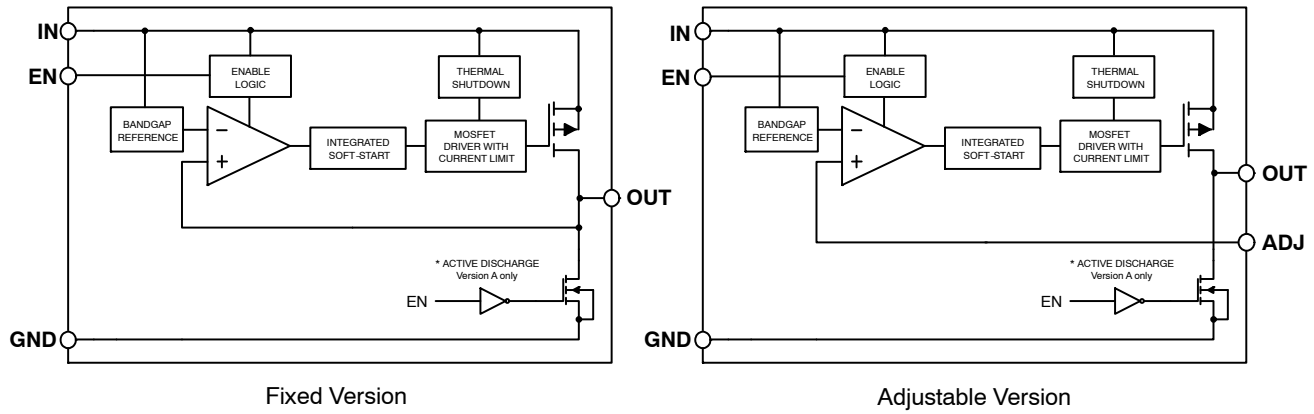 IN
EN
ENABLE
LOGIC
THERMAL
SHUTDOWN
BANDGAP
REFERENCE
−
+
INTEGRATED
SOFT-START
MOSFET
DRIVER WITH
CURRENT LIMIT
OUT
* ACTIVE DISCHARGE
Version A only
EN
GND
Fixed Version
IN
EN
ENABLE
LOGIC
THERMAL
SHUTDOWN
BANDGAP
REFERENCE
−
+
INTEGRATED
SOFT-START
MOSFET
DRIVER WITH
CURRENT LIMIT
OUT
ADJ
* ACTIVE DISCHARGE
Version A only
EN
GND
Adjustable Version